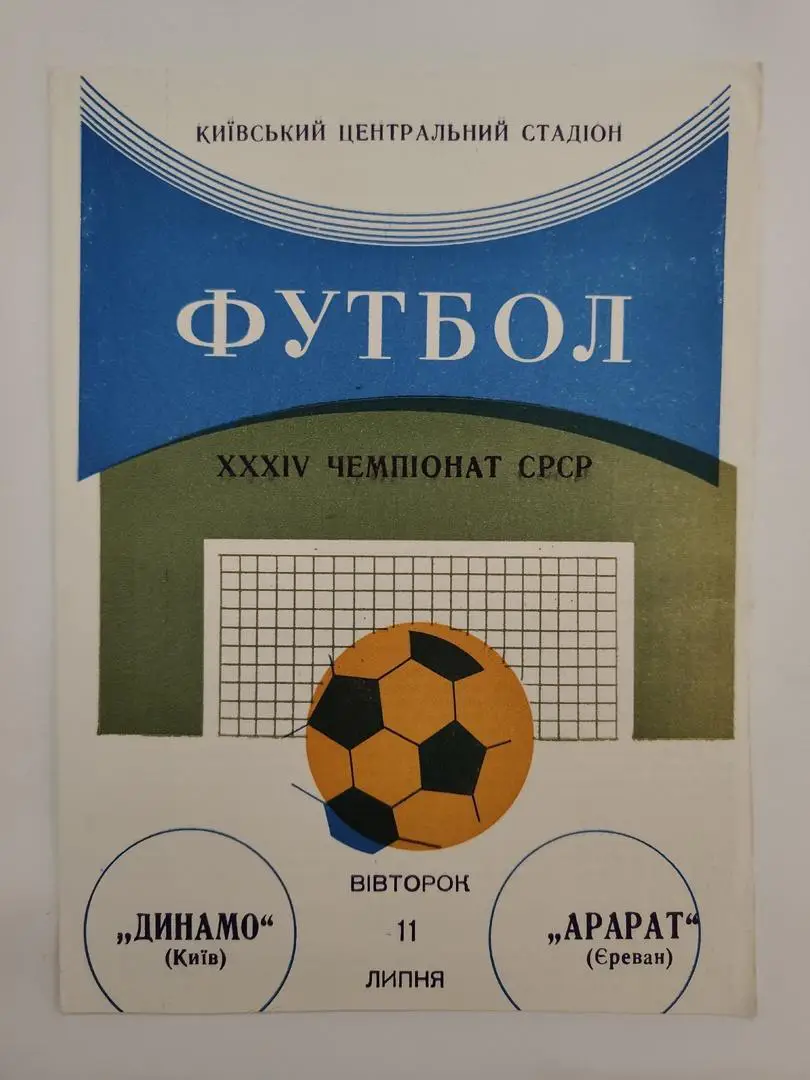 КИЇВСЬКИЙ ЦЕНТРАЛЬНИЙ СТАДІОН
ФУТБОЛ
XXXIV ЧЕМПІОНАТ СРСР
„ДИНАМО“
(Київ)
ВІВТОРОК
11
ЛИПНЯ
„АРАРАТ“
(Єреван)